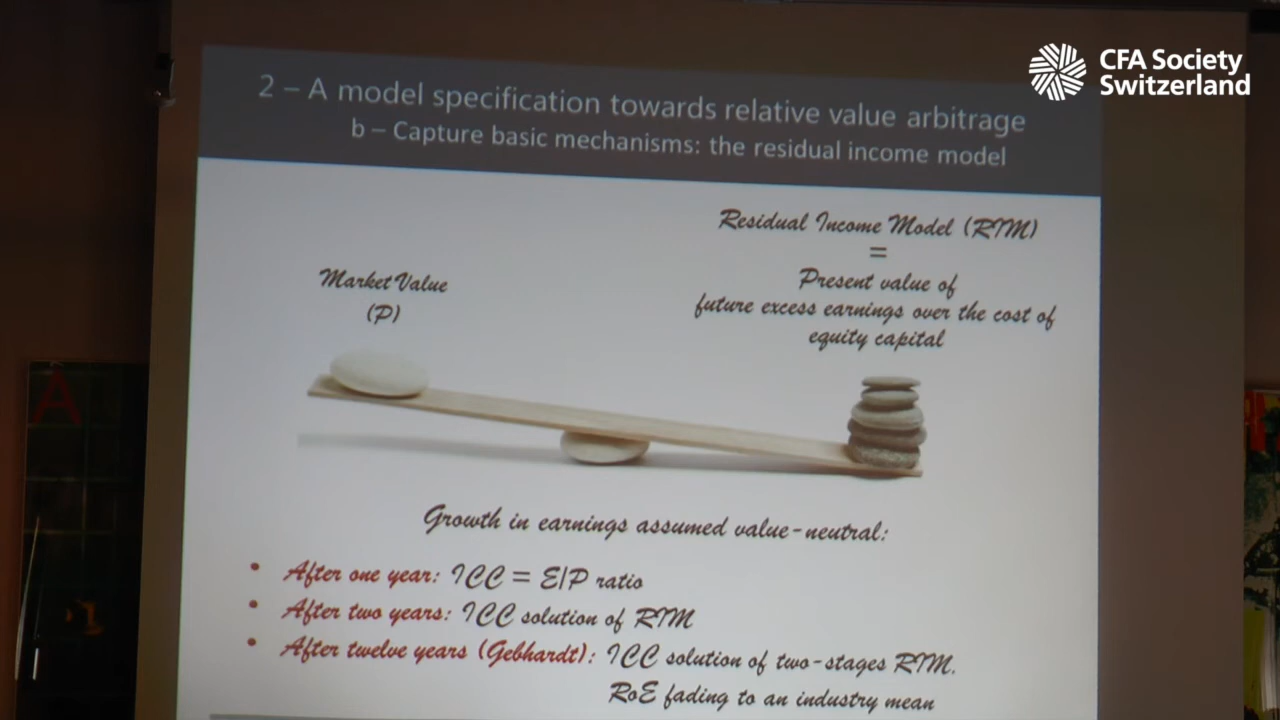 CFA Society
Switzerland
2 – A model specification towards relative value arbitrage
b – Capture basic mechanisms: the residual income model
Residual Income Model (RIM)
=
Present value of
future excess earnings over the cost of
equity capital
Market Value
(P)
Growth in earnings assumed value-neutral:
• After one year: ICC = E/P ratio
• After two years: ICC solution of RIM
• After twelve years (Gebhardt): ICC solution of two-stages RIM.
RoE fading to an industry mean
A